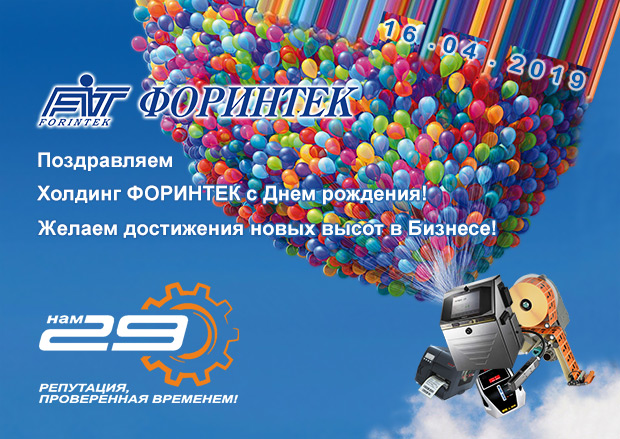 16.04.2019
FIT ФОРИНТЕК
FORINTEK
Поздравляем
Холдинг ФОРИНТЕК с Днем рождения!
Желаем достижения новых высот в Бизнесе!
нам
29
РЕПУТАЦИЯ,
ПРОВЕРЕННАЯ ВРЕМЕНЕМ!